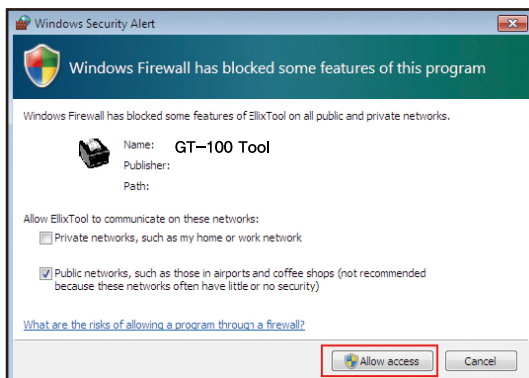 Windows Security Alert
Windows Firewall has blocked some features of this program
Windows Firewall has blocked some features of EllixTool on all public and private networks.
Name: GT-100 Tool
Publisher:
Path:
Allow EllixTool to communicate on these networks:
Private networks, such as my home or work network
Public networks, such as those in airports and coffee shops (not recommended
because these networks often have little or no security)
What are the risks of allowing a program through a firewall?
Allow access Cancel